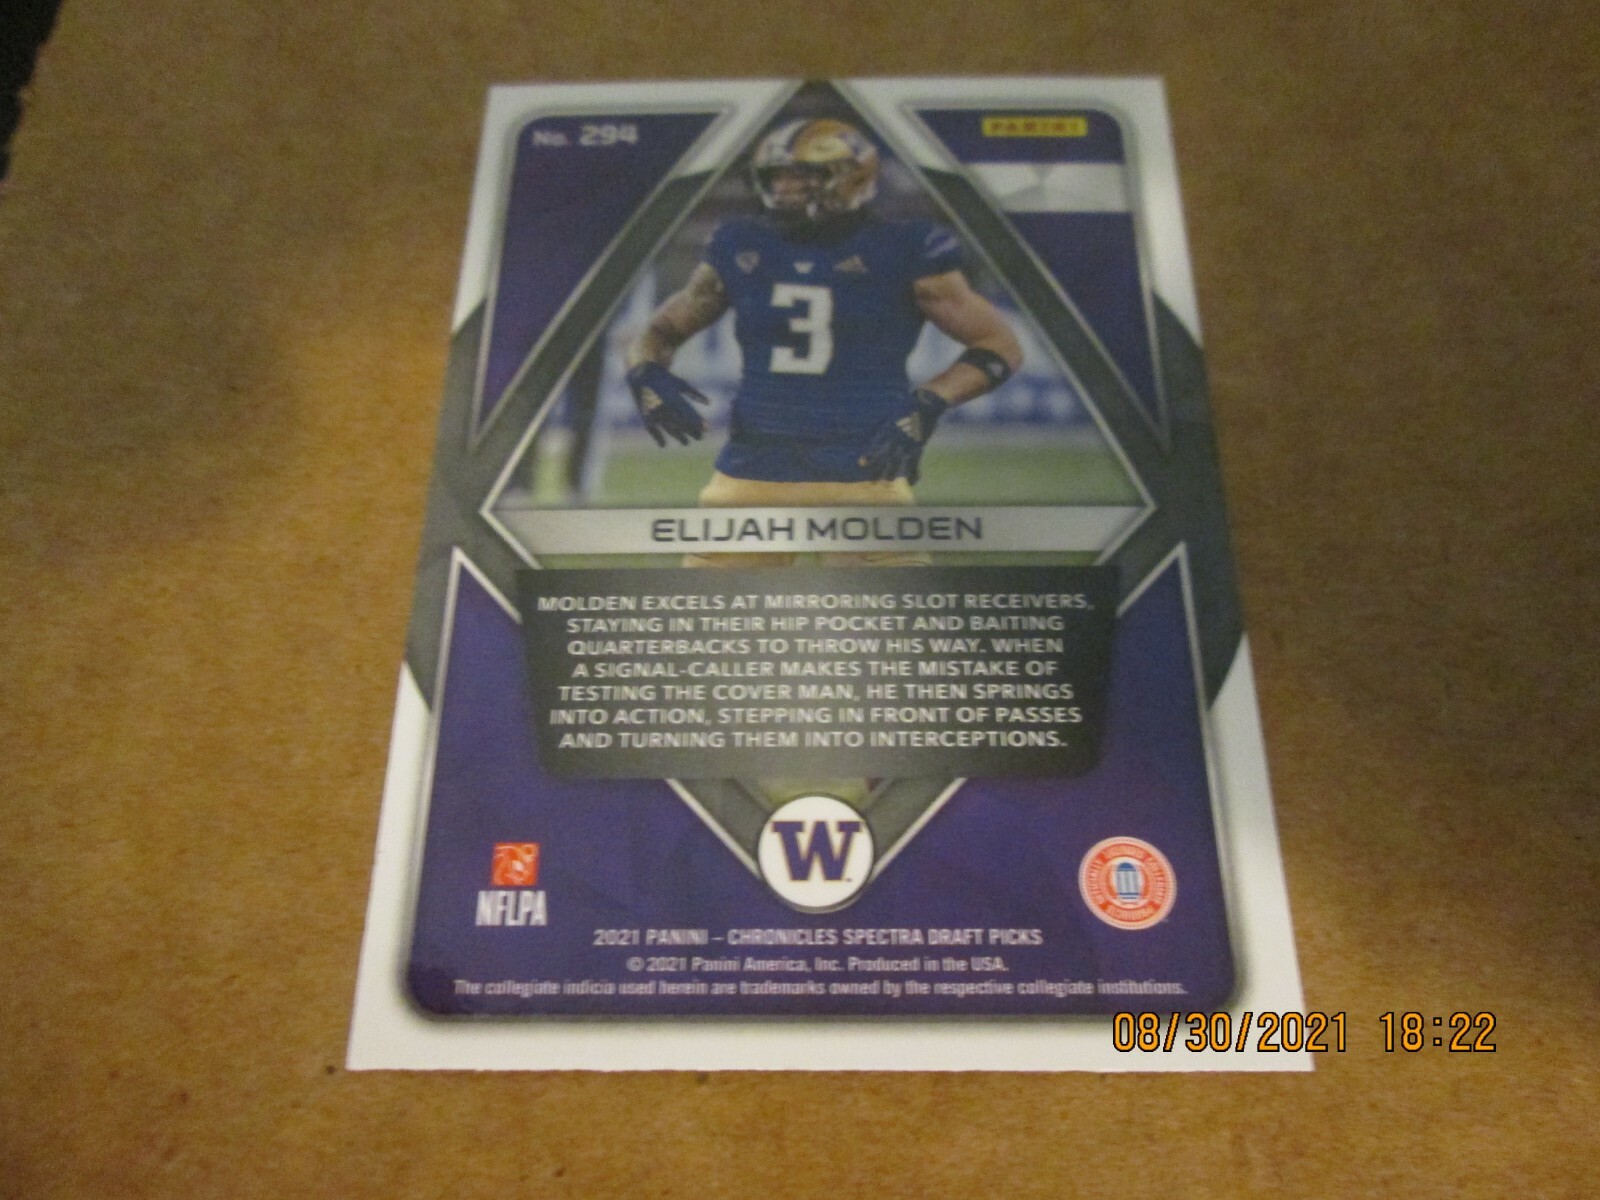 No. 294
PANINI
3
ELIJAH MOLDEN
MOLDEN EXCELS AT MIRRORING SLOT RECEIVERS,
STAYING IN THEIR HIP POCKET AND BAITING
QUARTERBACKS TO THROW HIS WAY. WHEN
A SIGNAL-CALLER MAKES THE MISTAKE OF
TESTING THE COVER MAN, HE THEN SPRINGS
INTO ACTION, STEPPING IN FRONT OF PASSES
AND TURNING THEM INTO INTERCEPTIONS.
W
NFLPA
2021 PANINI – CHRONICLES SPECTRA DRAFT PICKS
© 2021 Panini America, Inc. Produced in the USA.
The collegiate indicia used herein are trademarks owned by the respective collegiate institutions.
08/30/2021 18:22